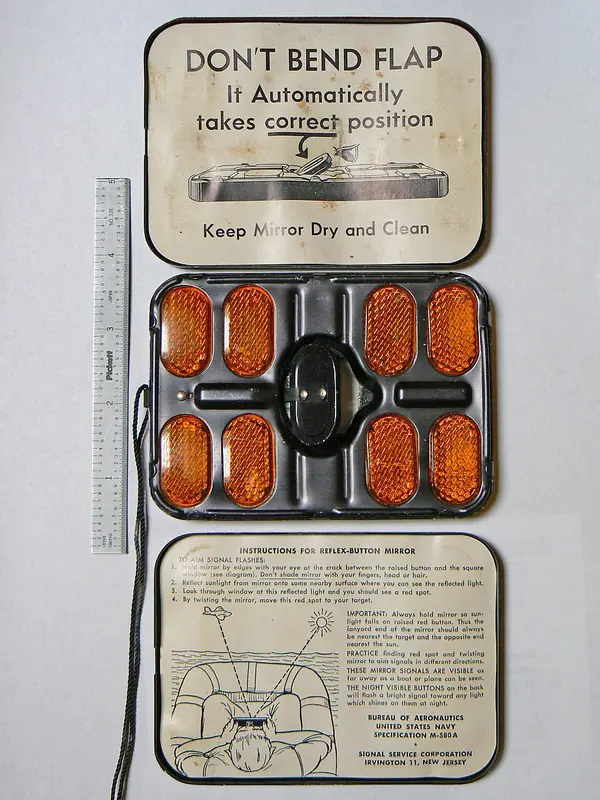 DON'T BEND FLAP
It Automatically
takes correct position
Keep Mirror Dry and Clean
5
4
3
2
1
Pickett
INSTRUCTIONS FOR REFLEX-BUTTON MIRROR
TO AIM SIGNAL FLASHES:
1. Hold mirror by edges with your eye at the crack between the raised button and the square
window (see diagram). Don't shade mirror with your fingers, head or hair.
2. Reflect sunlight from mirror onto some nearby surface where you can see the reflected light.
3. Look through window at this reflected light and you should see a red spot.
4. By twisting the mirror, move this red spot to your target.
IMPORTANT: Always hold mirror so sun-
light falls on raised red button. Thus the
lanyard end of the mirror should always
be nearest the target and the opposite end
nearest the sun.
PRACTICE finding red spot and twisting
mirror to aim signals in different directions.
THESE MIRROR SIGNALS ARE VISIBLE as
far away as a boat or plane can be seen.
THE NIGHT VISIBLE BUTTONS on the back
will flash a bright signal toward any light
which shines on them at night.
BUREAU OF AERONAUTICS
UNITED STATES NAVY
SPECIFICATION M-580A
SIGNAL SERVICE CORPORATION
IRVINGTON 11, NEW JERSEY